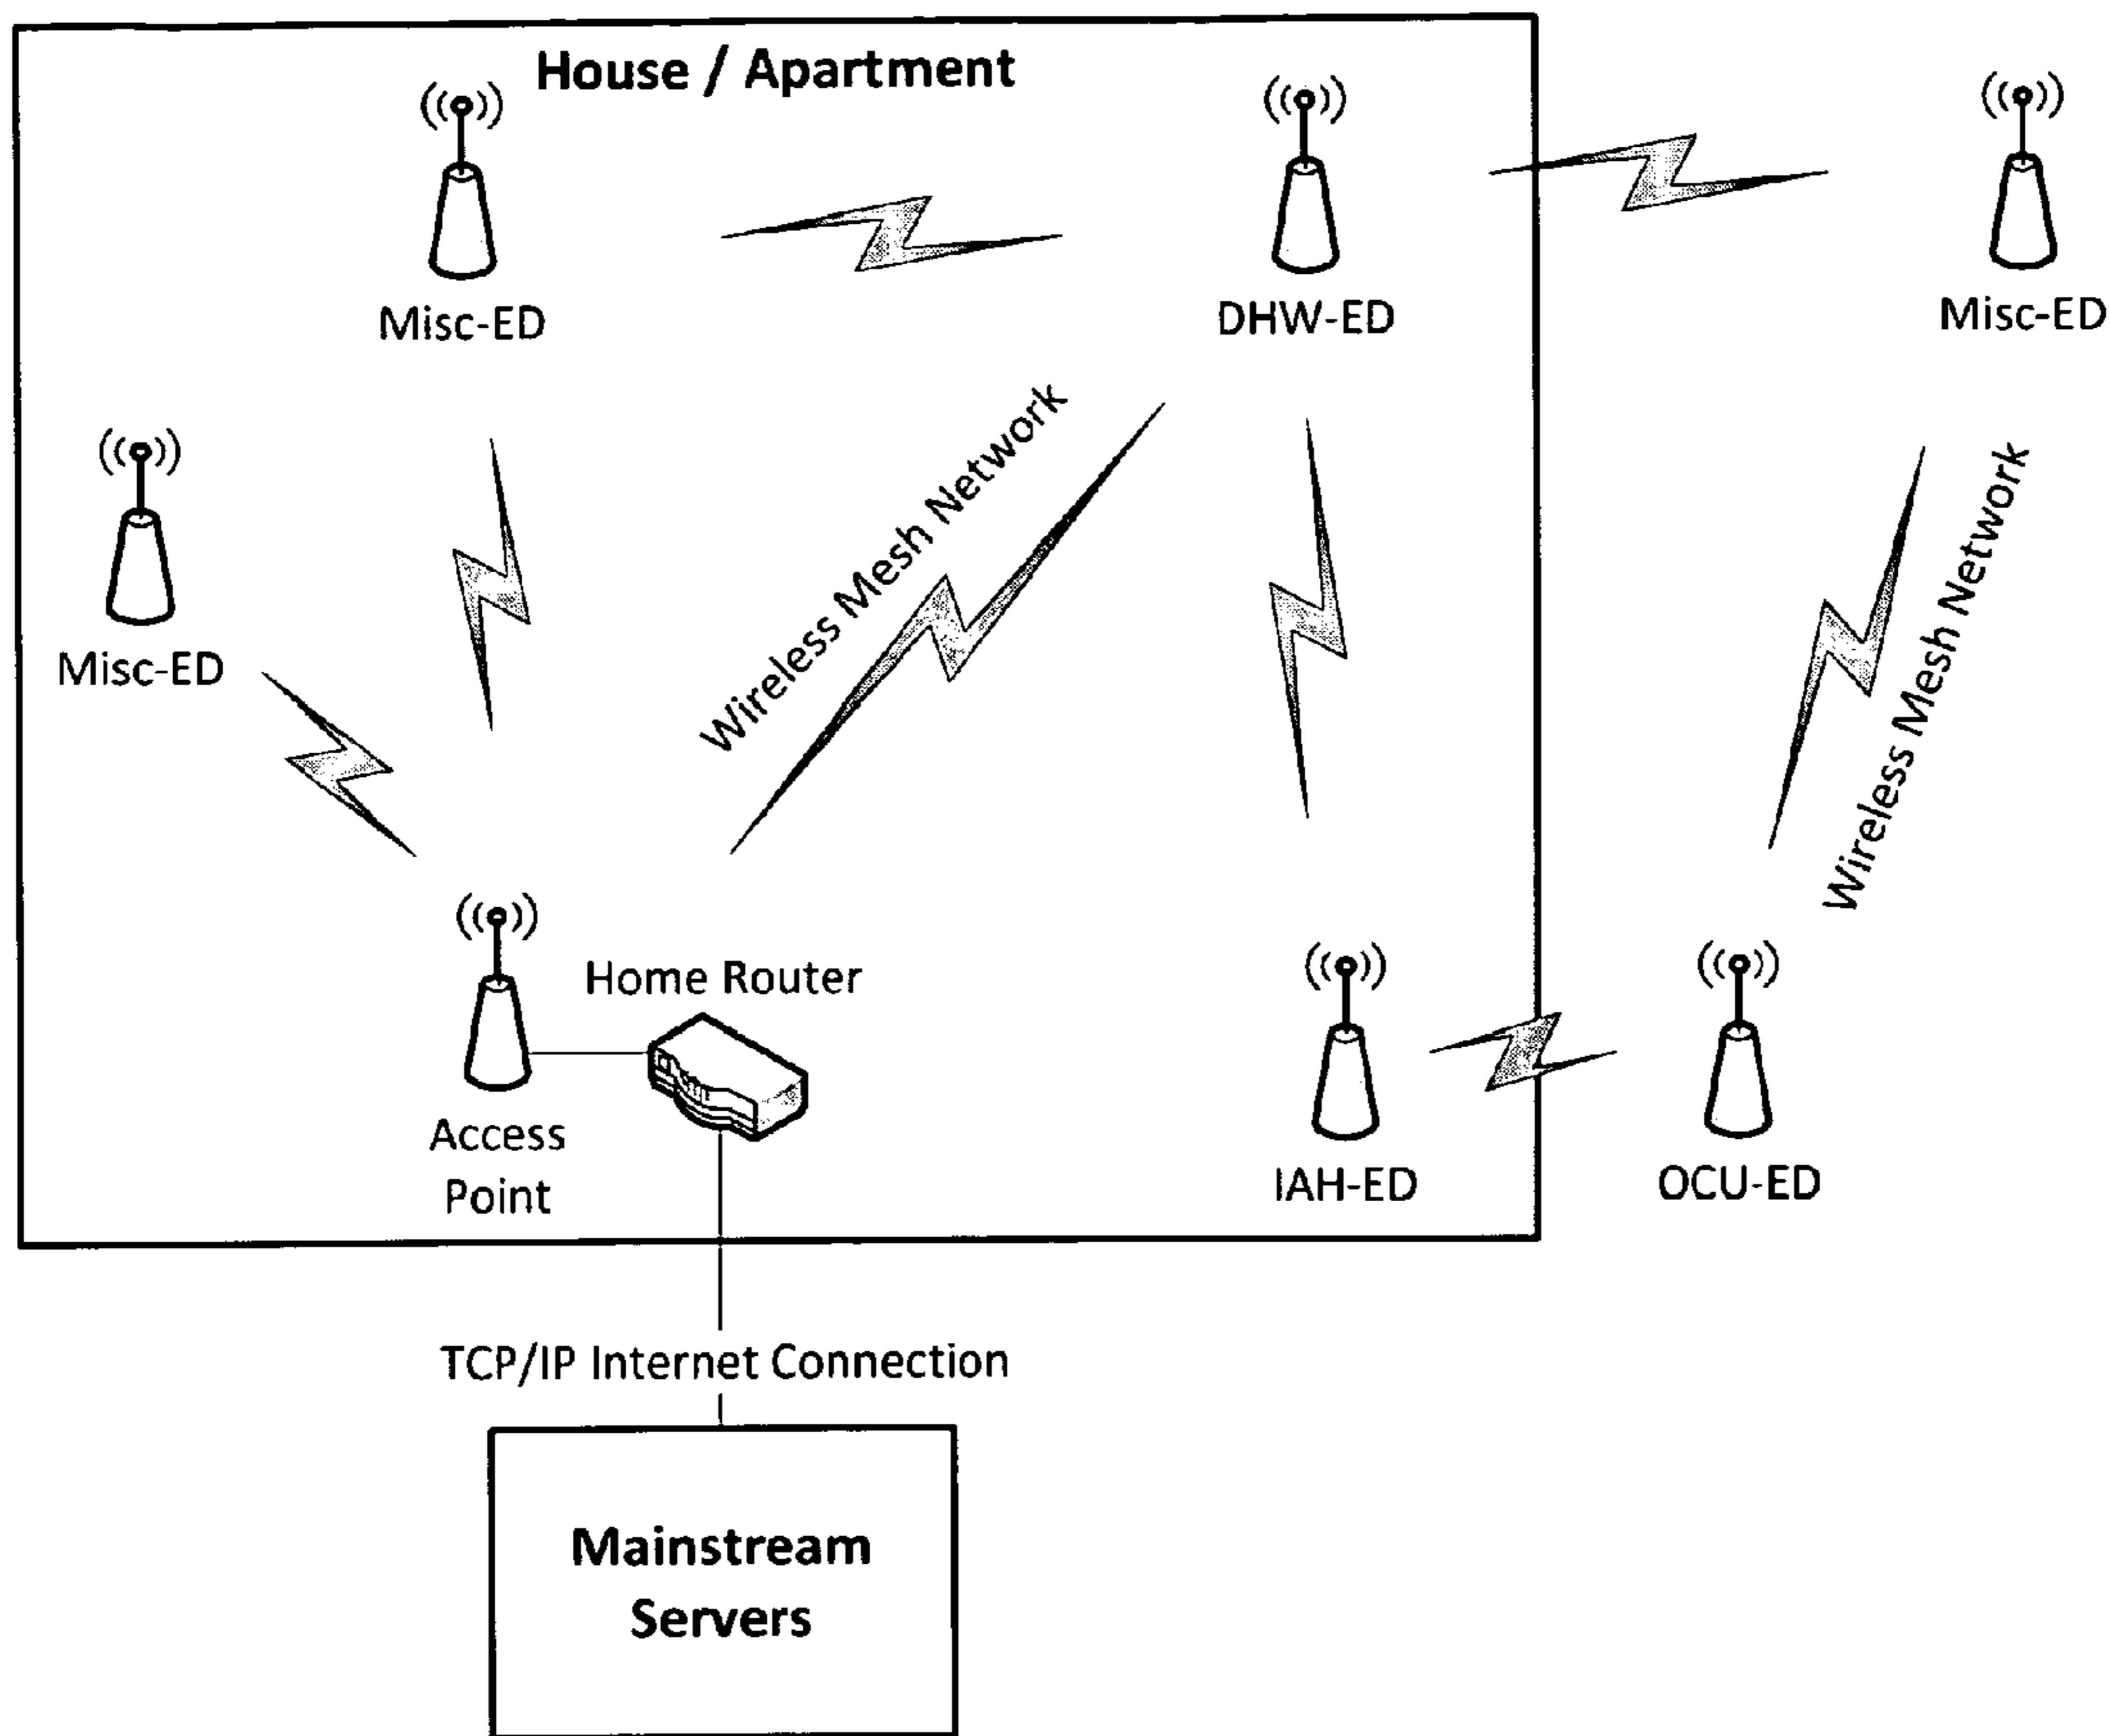 House / Apartment
Misc-ED
DHW-ED
Misc-ED
Misc-ED
Wireless Mesh Network
Wireless Mesh Network
Home Router
Access
Point
IAH-ED
OCU-ED
TCP/IP Internet Connection
Mainstream
Servers